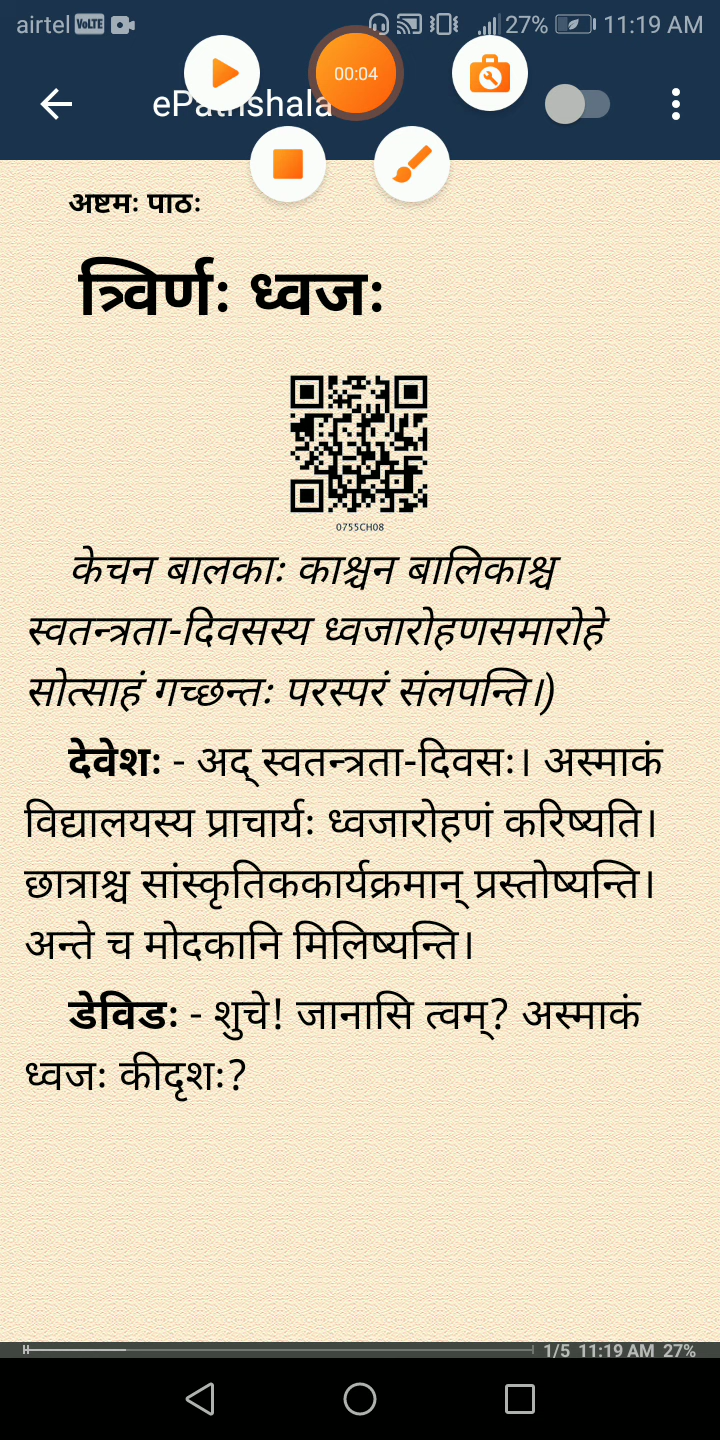 airtel VoLTE 27% 11:19 AM
00:04
ePathshala
अष्टमः पाठः
त्र्विर्णः ध्वजः
0755CH08
केचन बालकाः काश्चन बालिकाश्च
स्वतन्त्रता-दिवसस्य ध्वजारोहणसमारोहे
सोत्साहं गच्छन्तः परस्परं संलपन्ति।)
देवेशः - अद् स्वतन्त्रता-दिवसः। अस्माकं
विद्यालयस्य प्राचार्यः ध्वजारोहणं करिष्यति।
छात्राश्च सांस्कृतिककार्यक्रमान् प्रस्तोष्यन्ति।
अन्ते च मोदकानि मिलिष्यन्ति।
डेविडः - शुचे! जानासि त्वम्? अस्माकं
ध्वजः कीदृशः?
1/5 11:19 AM 27%